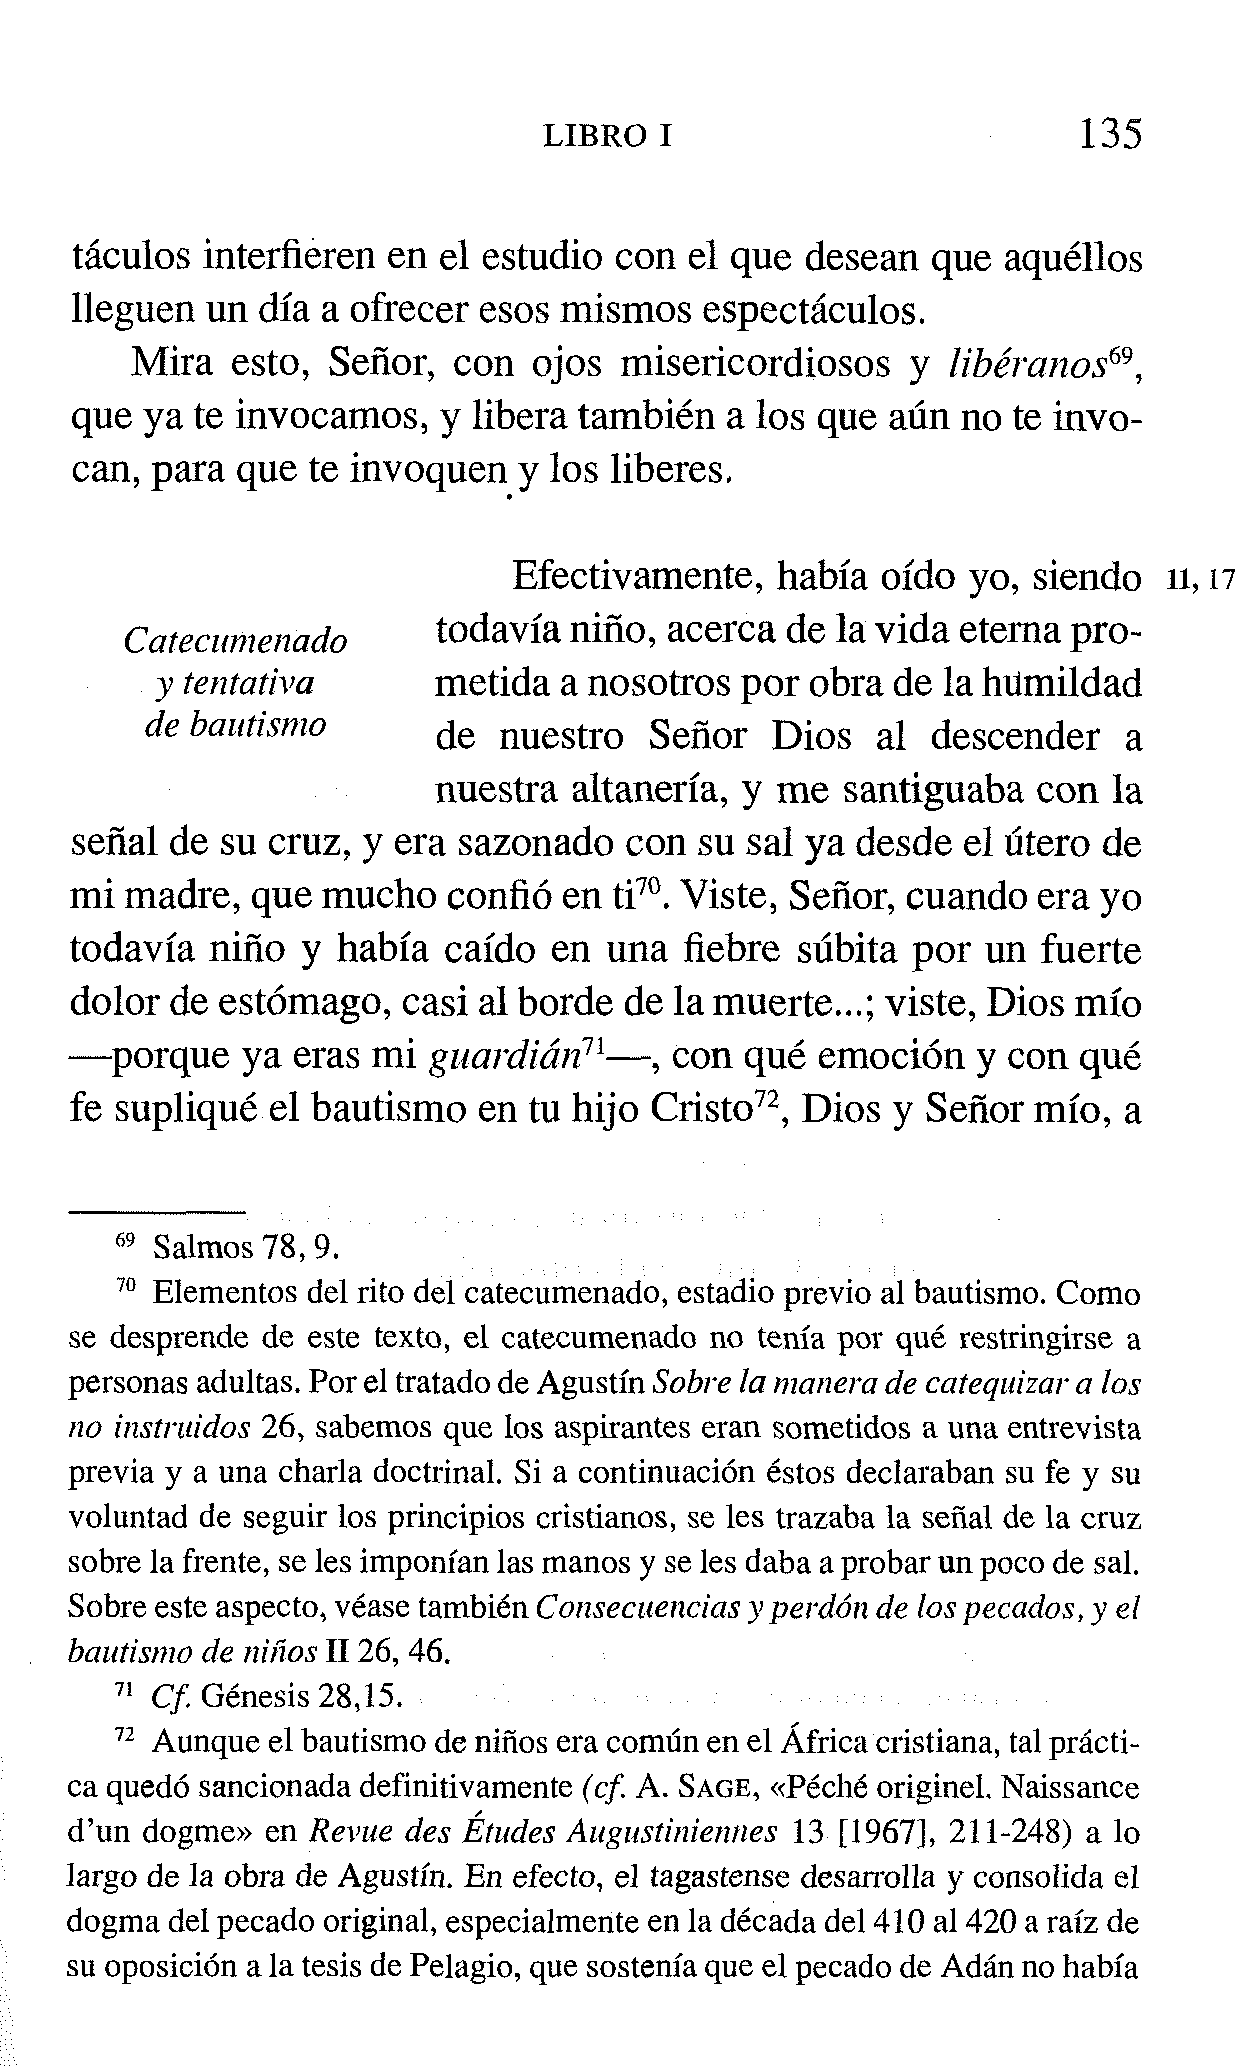 LIBRO I 135
táculos interfieren en el estudio con el que desean que aquéllos
lleguen un día a ofrecer esos mismos espectáculos.
Mira esto, Señor, con ojos misericordiosos y libéranos⁶⁹,
que ya te invocamos, y libera también a los que aún no te invo-
can, para que te invoquen y los liberes.
Efectivamente, había oído yo, siendo 11, 17
Catecumenado
y tentativa
de bautismo
todavía niño, acerca de la vida eterna pro-
metida a nosotros por obra de la humildad
de nuestro Señor Dios al descender a
nuestra altanería, y me santiguaba con la
señal de su cruz, y era sazonado con su sal ya desde el útero de
mi madre, que mucho confió en ti⁷⁰. Viste, Señor, cuando era yo
todavía niño y había caído en una fiebre súbita por un fuerte
dolor de estómago, casi al borde de la muerte...; viste, Dios mío
—porque ya eras mi guardián⁷¹—, con qué emoción y con qué
fe supliqué el bautismo en tu hijo Cristo⁷², Dios y Señor mío, a
⁶⁹ Salmos 78, 9.
⁷⁰ Elementos del rito del catecumenado, estadio previo al bautismo. Como
se desprende de este texto, el catecumenado no tenía por qué restringirse a
personas adultas. Por el tratado de Agustín Sobre la manera de catequizar a los
no instruidos 26, sabemos que los aspirantes eran sometidos a una entrevista
previa y a una charla doctrinal. Si a continuación éstos declaraban su fe y su
voluntad de seguir los principios cristianos, se les trazaba la señal de la cruz
sobre la frente, se les imponían las manos y se les daba a probar un poco de sal.
Sobre este aspecto, véase también Consecuencias y perdón de los pecados, y el
bautismo de niños II 26, 46.
⁷¹ Cf. Génesis 28,15.
⁷² Aunque el bautismo de niños era común en el África cristiana, tal prácti-
ca quedó sancionada definitivamente (cf. A. SAGE, «Péché originel. Naissance
d'un dogme» en Revue des Études Augustiniennes 13 [1967], 211-248) a lo
largo de la obra de Agustín. En efecto, el tagastense desarrolla y consolida el
dogma del pecado original, especialmente en la década del 410 al 420 a raíz de
su oposición a la tesis de Pelagio, que sostenía que el pecado de Adán no había